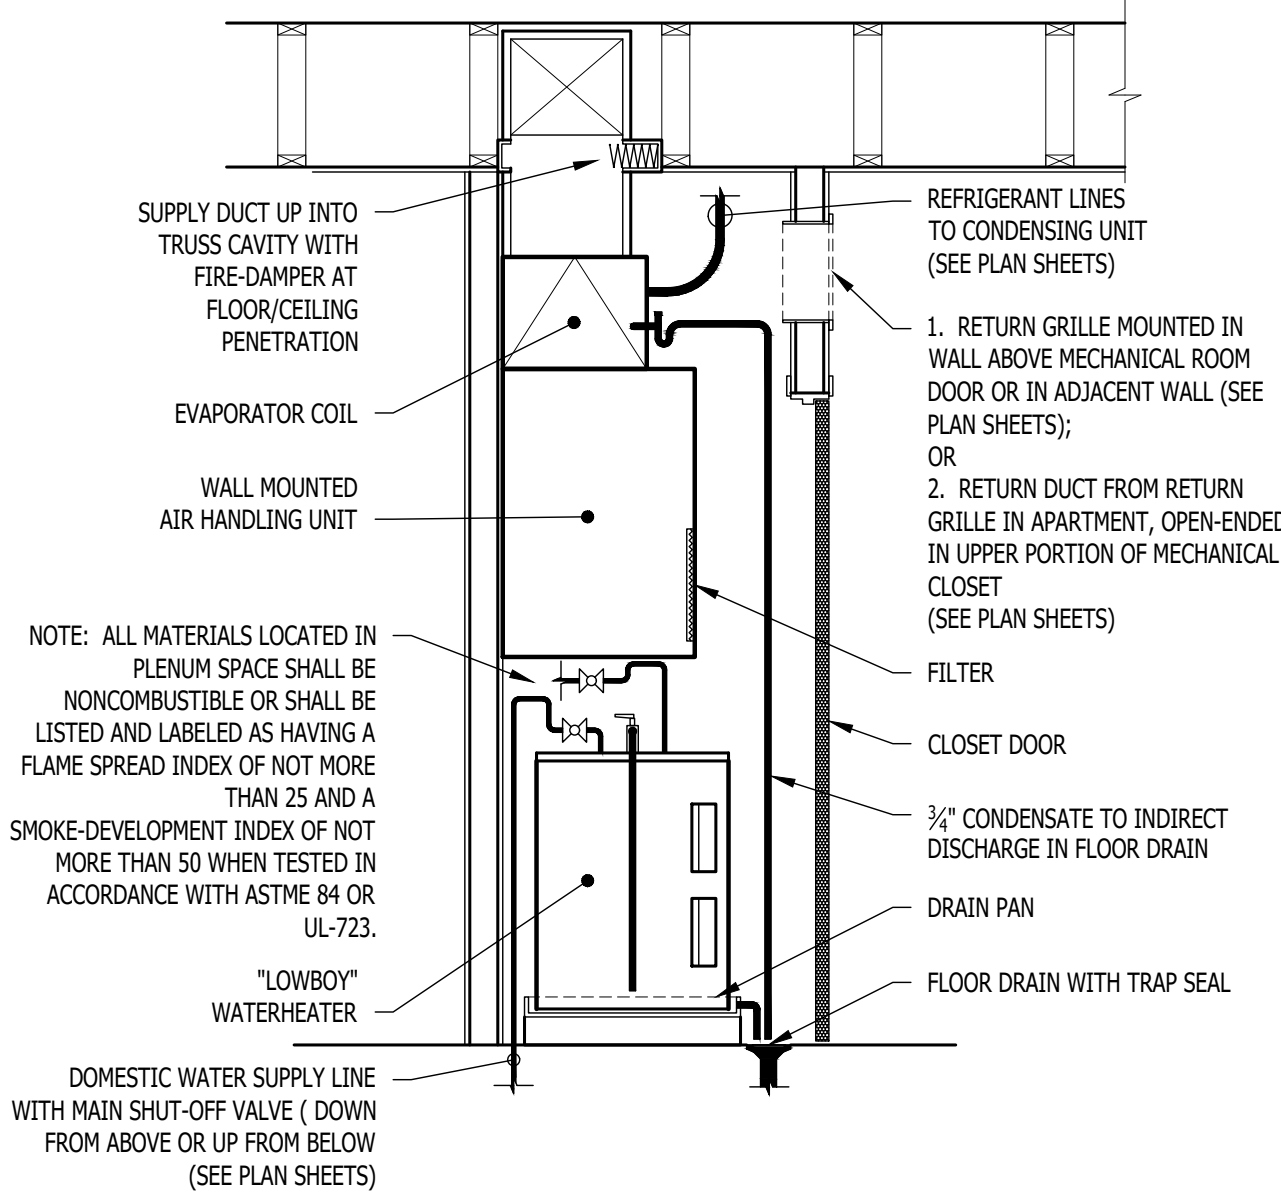 SUPPLY DUCT UP INTO
TRUSS CAVITY WITH
FIRE-DAMPER AT
FLOOR/CEILING
PENETRATION
EVAPORATOR COIL
WALL MOUNTED
AIR HANDLING UNIT
NOTE: ALL MATERIALS LOCATED IN
PLENUM SPACE SHALL BE
NONCOMBUSTIBLE OR SHALL BE
LISTED AND LABELED AS HAVING A
FLAME SPREAD INDEX OF NOT MORE
THAN 25 AND A
SMOKE-DEVELOPMENT INDEX OF NOT
MORE THAN 50 WHEN TESTED IN
ACCORDANCE WITH ASTME 84 OR
UL-723.
"LOWBOY"
WATERHEATER
DOMESTIC WATER SUPPLY LINE
WITH MAIN SHUT-OFF VALVE ( DOWN
FROM ABOVE OR UP FROM BELOW
(SEE PLAN SHEETS)
REFRIGERANT LINES
TO CONDENSING UNIT
(SEE PLAN SHEETS)
1. RETURN GRILLE MOUNTED IN
WALL ABOVE MECHANICAL ROOM
DOOR OR IN ADJACENT WALL (SEE
PLAN SHEETS);
OR
2. RETURN DUCT FROM RETURN
GRILLE IN APARTMENT, OPEN-ENDED
IN UPPER PORTION OF MECHANICAL
CLOSET
(SEE PLAN SHEETS)
FILTER
CLOSET DOOR
¾" CONDENSATE TO INDIRECT
DISCHARGE IN FLOOR DRAIN
DRAIN PAN
FLOOR DRAIN WITH TRAP SEAL